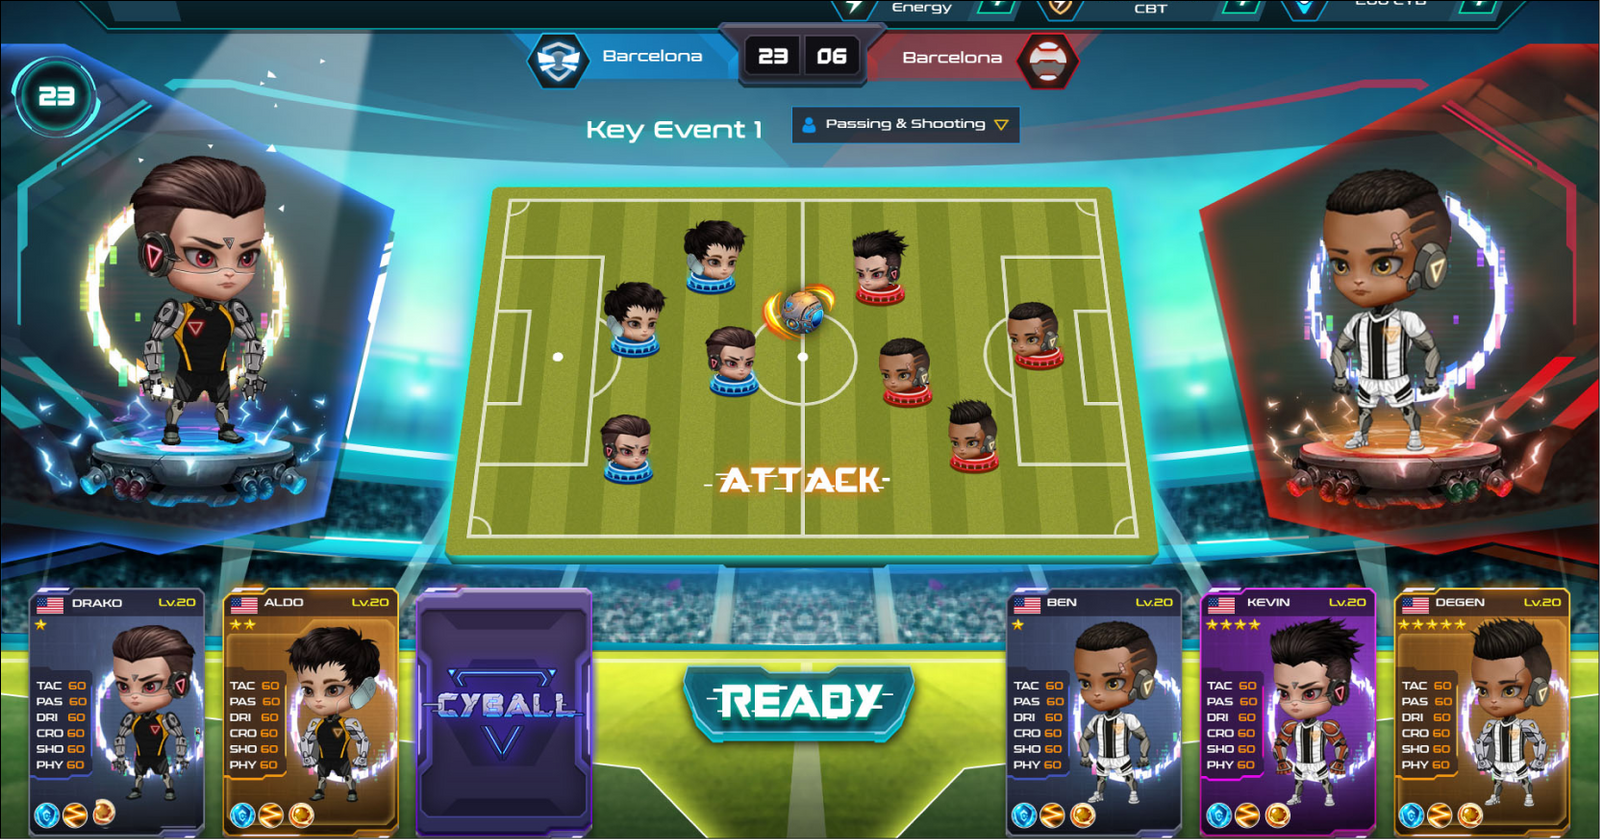 Energy
CBT
Barcelona
23 06
Barcelona
23
Key Event 1
Passing & Shooting
ATTACK
READY
DRAKO Lv.20
TAC 60
PAS 60
DRI 60
CRO 60
SHO 60
PHY 60
ALDO Lv.20
TAC 60
PAS 60
DRI 60
CRO 60
SHO 60
PHY 60
CYBALL
BEN Lv.20
TAC 60
PAS 60
DRI 60
CRO 60
SHO 60
PHY 60
KEVIN Lv.20
TAC 60
PAS 60
DRI 60
CRO 60
SHO 60
PHY 60
DEGEN Lv.20
TAC 60
PAS 60
DRI 60
CRO 60
SHO 60
PHY 60